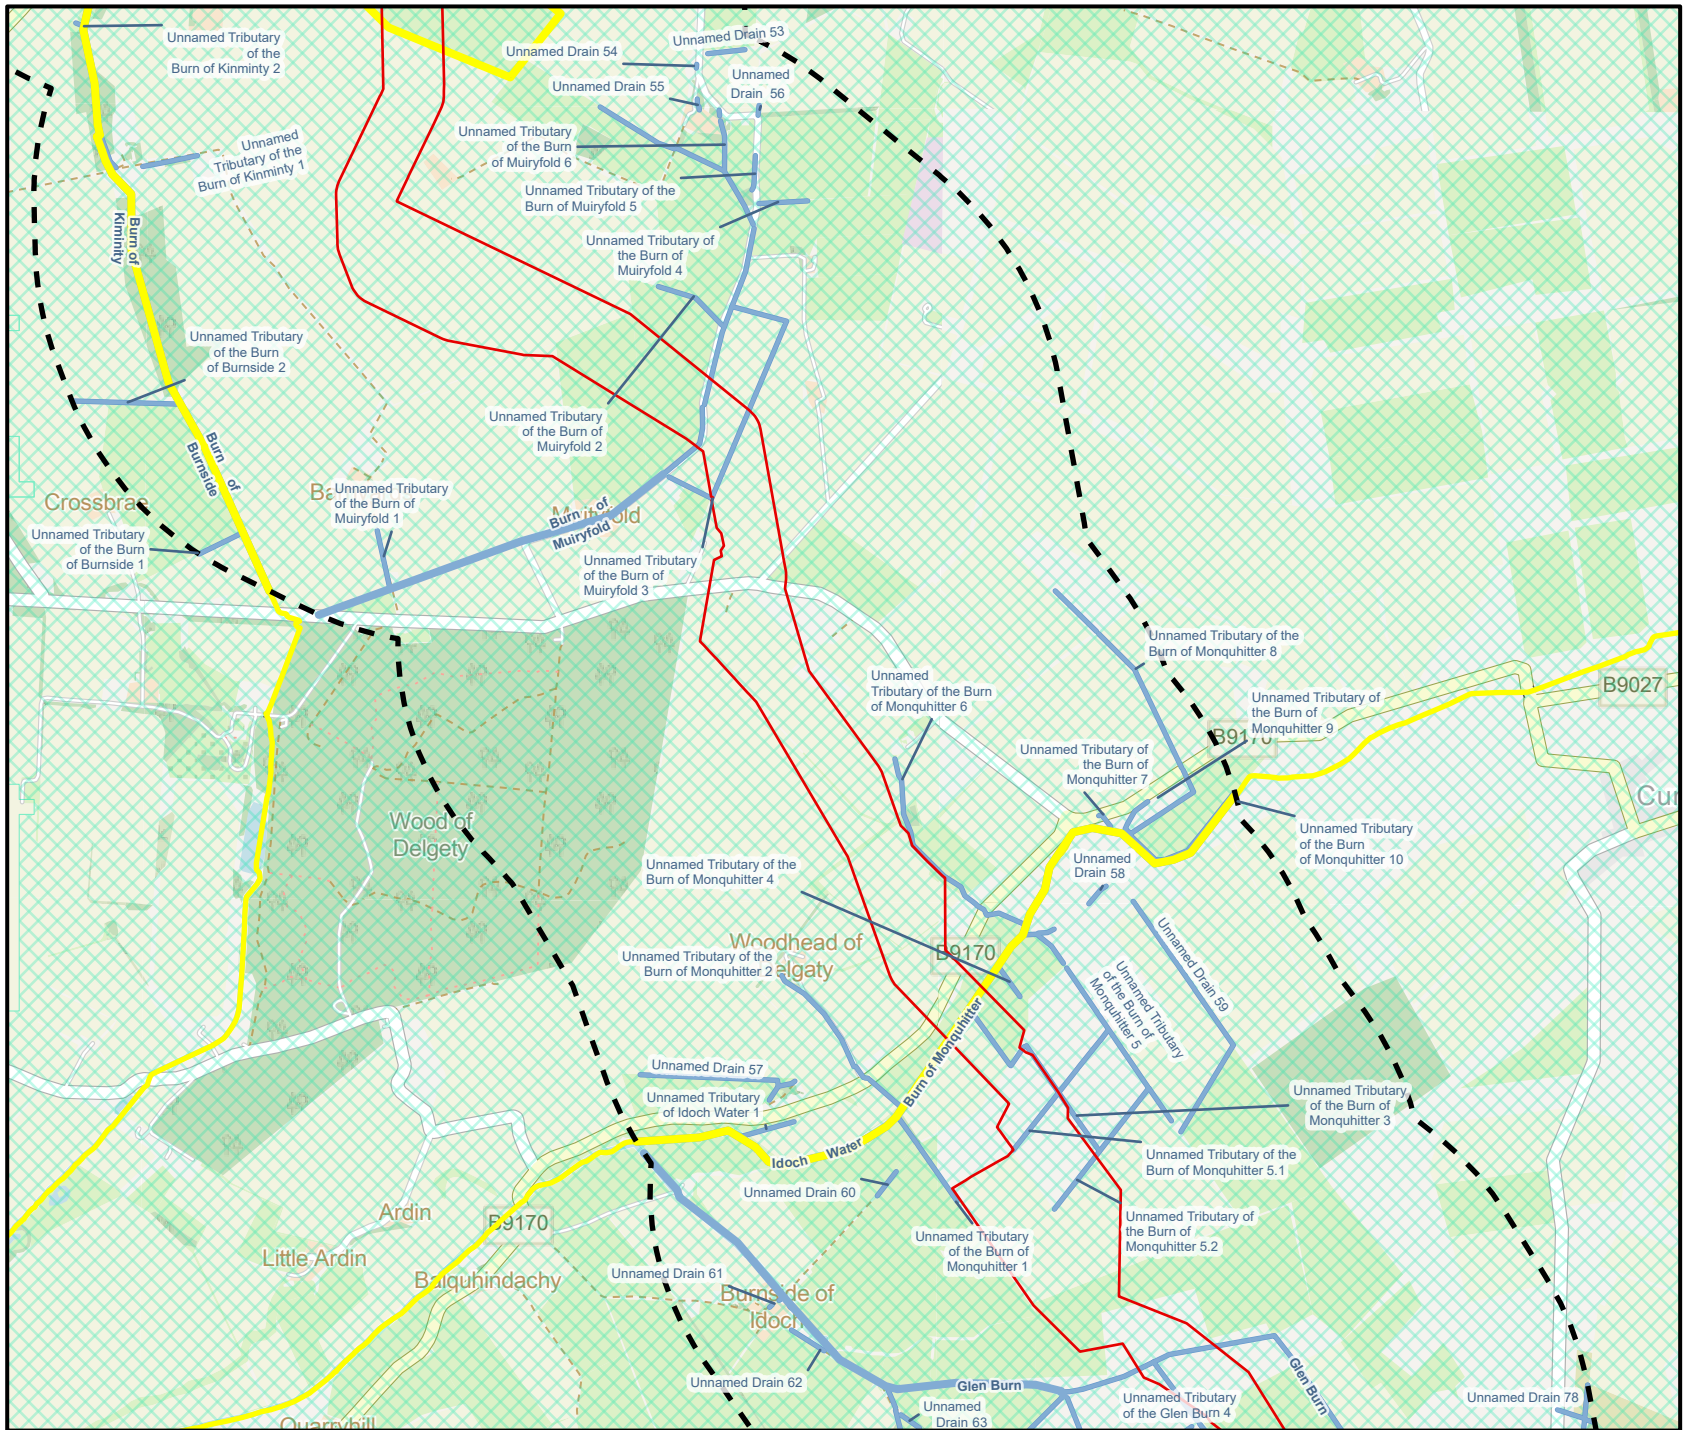 Unnamed Tributary
of the
Burn of Kinminty 2
Unnamed Drain 54
Unnamed Drain 53
Unnamed Drain 55
Unnamed
Drain 56
Unnamed Tributary
of the Burn
of Muiryfold 6
Unnamed
Tributary of the
Burn of Kinminty 1
Unnamed Tributary of the
Burn of Muiryfold 5
Burn of
Kinminity
Unnamed Tributary of
the Burn of
Muiryfold 4
Unnamed Tributary
of the Burn
of Burnside 2
Unnamed Tributary
of the Burn of
Muiryfold 2
Burn of
Burnside
Crossbrae
Ba
Unnamed Tributary
of the Burn of
Muiryfold 1
Muiryfold
Burn of
Muiryfold
Unnamed Tributary
of the Burn
of Burnside 1
Unnamed Tributary
of the Burn of
Muiryfold 3
Unnamed Tributary of the
Burn of Monquhitter 8
Unnamed
Tributary of the Burn
of Monquhitter 6
B9027
Unnamed Tributary of
the Burn of
Monquhitter 9
B9170
Unnamed Tributary of
the Burn of
Monquhitter 7
Cur
Wood of
Delgety
Unnamed Tributary
of the Burn
of Monquhitter 10
Unnamed
Drain 58
Unnamed Tributary of the
Burn of Monquhitter 4
Woodhead of
elgaty
B9170
Unnamed Tributary of the
Burn of Monquhitter 2
Unnamed Drain 59
Unnamed Tributary
of the Burn of
Monquhitter 5
Burn of Monquhitter
Unnamed Drain 57
Unnamed Tributary
of Idoch Water 1
Unnamed Tributary
of the Burn of
Monquhitter 3
Idoch Water
Unnamed Tributary of the
Burn of Monquhitter 5.1
Unnamed Drain 60
Ardin
B9170
Unnamed Tributary of
the Burn of
Monquhitter 5.2
Unnamed Tributary
of the Burn of
Monquhitter 1
Little Ardin
Balquhindachy
Unnamed Drain 61
Burnside of
Idoch
Unnamed Drain 62
Glen Burn
Glen Burn
Unnamed Tributary
of the Glen Burn 4
Unnamed Drain 78
Unnamed
Drain 63
Quarryhill